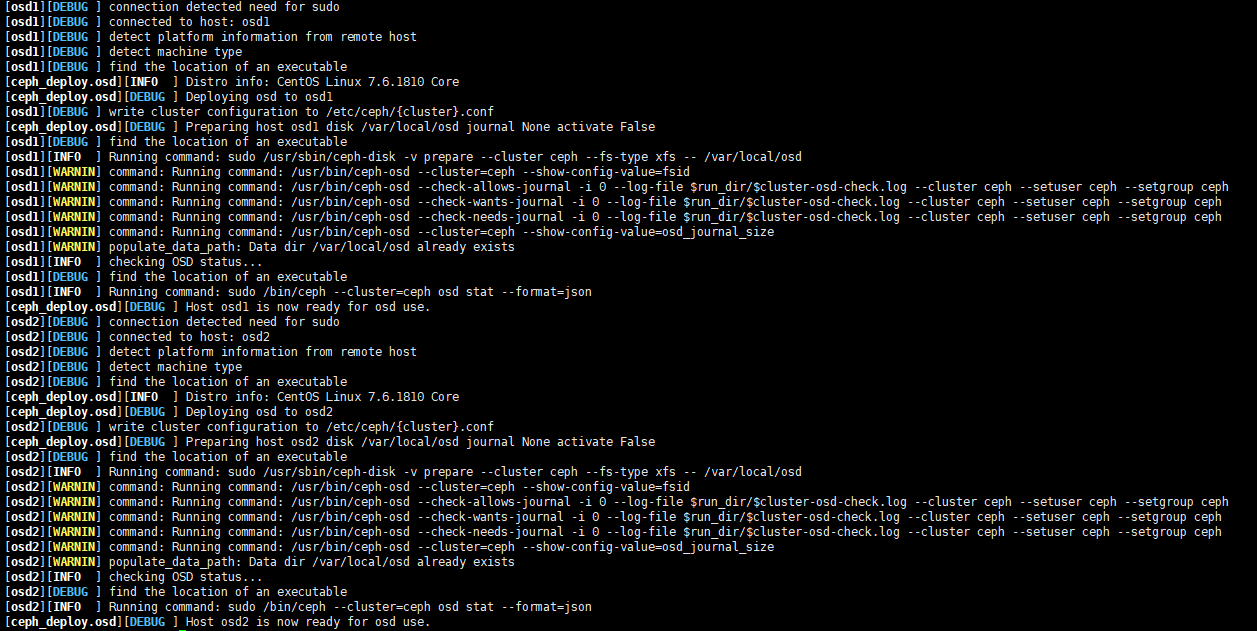 [osd1][DEBUG ] connection detected need for sudo
[osd1][DEBUG ] connected to host: osd1
[osd1][DEBUG ] detect platform information from remote host
[osd1][DEBUG ] detect machine type
[osd1][DEBUG ] find the location of an executable
[ceph_deploy.osd][INFO  ] Distro info: CentOS Linux 7.6.1810 Core
[ceph_deploy.osd][DEBUG ] Deploying osd to osd1
[osd1][DEBUG ] write cluster configuration to /etc/ceph/{cluster}.conf
[ceph_deploy.osd][DEBUG ] Preparing host osd1 disk /var/local/osd journal None activate False
[osd1][DEBUG ] find the location of an executable
[osd1][INFO  ] Running command: sudo /usr/sbin/ceph-disk -v prepare --cluster ceph --fs-type xfs -- /var/local/osd
[osd1][WARNIN] command: Running command: /usr/bin/ceph-osd --cluster=ceph --show-config-value=fsid
[osd1][WARNIN] command: Running command: /usr/bin/ceph-osd --check-allows-journal -i 0 --log-file $run_dir/$cluster-osd-check.log --cluster ceph --setuser ceph --setgroup ceph
[osd1][WARNIN] command: Running command: /usr/bin/ceph-osd --check-wants-journal -i 0 --log-file $run_dir/$cluster-osd-check.log --cluster ceph --setuser ceph --setgroup ceph
[osd1][WARNIN] command: Running command: /usr/bin/ceph-osd --check-needs-journal -i 0 --log-file $run_dir/$cluster-osd-check.log --cluster ceph --setuser ceph --setgroup ceph
[osd1][WARNIN] command: Running command: /usr/bin/ceph-osd --cluster=ceph --show-config-value=osd_journal_size
[osd1][WARNIN] populate_data_path: Data dir /var/local/osd already exists
[osd1][INFO  ] checking OSD status...
[osd1][DEBUG ] find the location of an executable
[osd1][INFO  ] Running command: sudo /bin/ceph --cluster=ceph osd stat --format=json
[ceph_deploy.osd][DEBUG ] Host osd1 is now ready for osd use.
[osd2][DEBUG ] connection detected need for sudo
[osd2][DEBUG ] connected to host: osd2
[osd2][DEBUG ] detect platform information from remote host
[osd2][DEBUG ] detect machine type
[osd2][DEBUG ] find the location of an executable
[ceph_deploy.osd][INFO  ] Distro info: CentOS Linux 7.6.1810 Core
[ceph_deploy.osd][DEBUG ] Deploying osd to osd2
[osd2][DEBUG ] write cluster configuration to /etc/ceph/{cluster}.conf
[ceph_deploy.osd][DEBUG ] Preparing host osd2 disk /var/local/osd journal None activate False
[osd2][DEBUG ] find the location of an executable
[osd2][INFO  ] Running command: sudo /usr/sbin/ceph-disk -v prepare --cluster ceph --fs-type xfs -- /var/local/osd
[osd2][WARNIN] command: Running command: /usr/bin/ceph-osd --cluster=ceph --show-config-value=fsid
[osd2][WARNIN] command: Running command: /usr/bin/ceph-osd --check-allows-journal -i 0 --log-file $run_dir/$cluster-osd-check.log --cluster ceph --setuser ceph --setgroup ceph
[osd2][WARNIN] command: Running command: /usr/bin/ceph-osd --check-wants-journal -i 0 --log-file $run_dir/$cluster-osd-check.log --cluster ceph --setuser ceph --setgroup ceph
[osd2][WARNIN] command: Running command: /usr/bin/ceph-osd --check-needs-journal -i 0 --log-file $run_dir/$cluster-osd-check.log --cluster ceph --setuser ceph --setgroup ceph
[osd2][WARNIN] command: Running command: /usr/bin/ceph-osd --cluster=ceph --show-config-value=osd_journal_size
[osd2][WARNIN] populate_data_path: Data dir /var/local/osd already exists
[osd2][INFO  ] checking OSD status...
[osd2][DEBUG ] find the location of an executable
[osd2][INFO  ] Running command: sudo /bin/ceph --cluster=ceph osd stat --format=json
[ceph_deploy.osd][DEBUG ] Host osd2 is now ready for osd use.